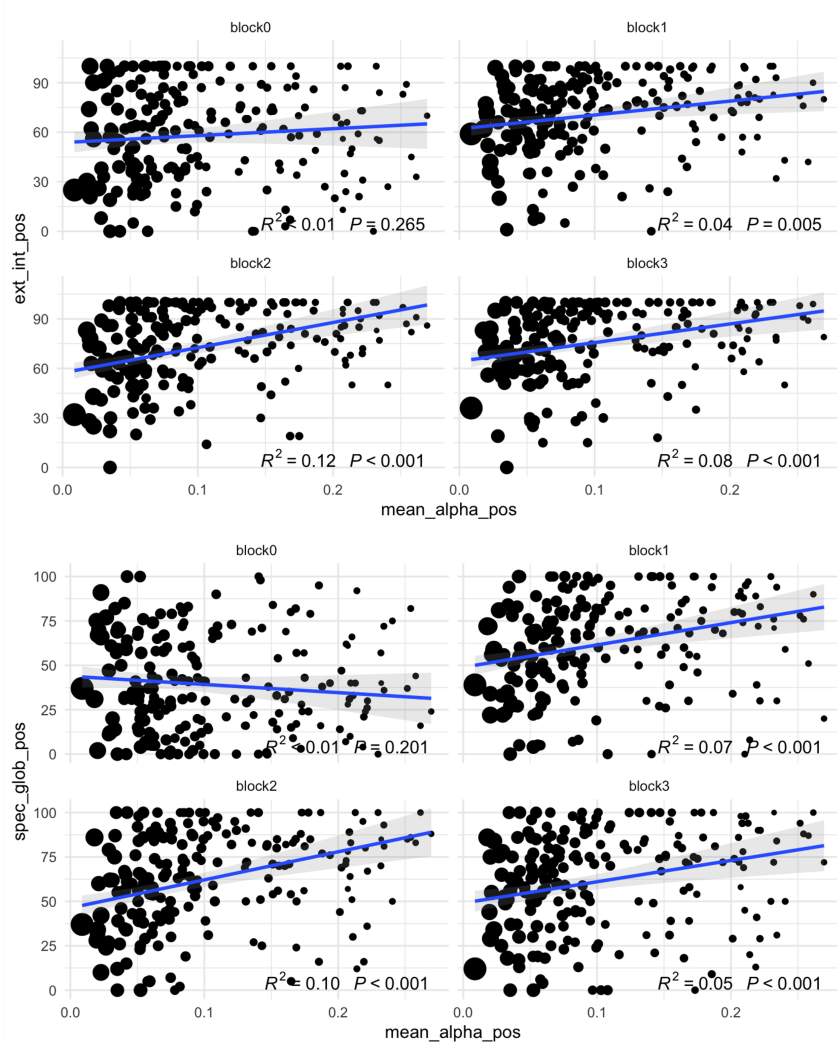 block0 block1
90
60
30
0
R² < 0.01 P = 0.265 R² = 0.04 P = 0.005
ext_int_pos
block2 block3
90
60
30
0
R² = 0.12 P < 0.001 R² = 0.08 P < 0.001
0.0 0.1 0.2 0.0 0.1 0.2
mean_alpha_pos
block0 block1
100
75
50
25
0
R² < 0.01 P = 0.201 R² = 0.07 P < 0.001
spec_glob_pos
block2 block3
100
75
50
25
0
R² = 0.10 P < 0.001 R² = 0.05 P < 0.001
0.0 0.1 0.2 0.0 0.1 0.2
mean_alpha_pos